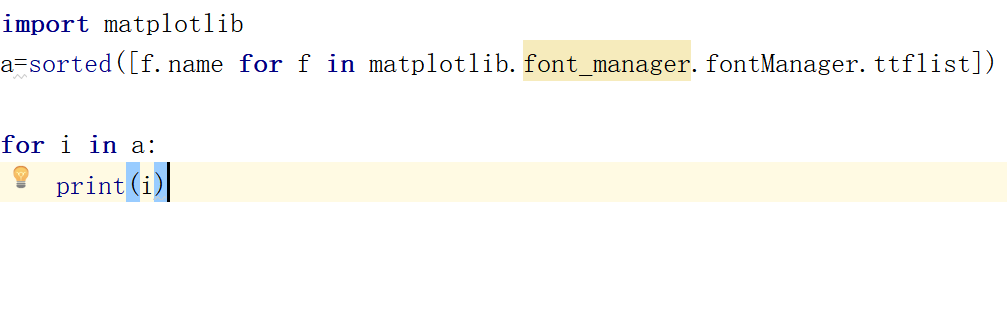 import matplotlib
a=sorted([f.name for f in matplotlib.font_manager.fontManager.ttflist])
for i in a:
print(i)